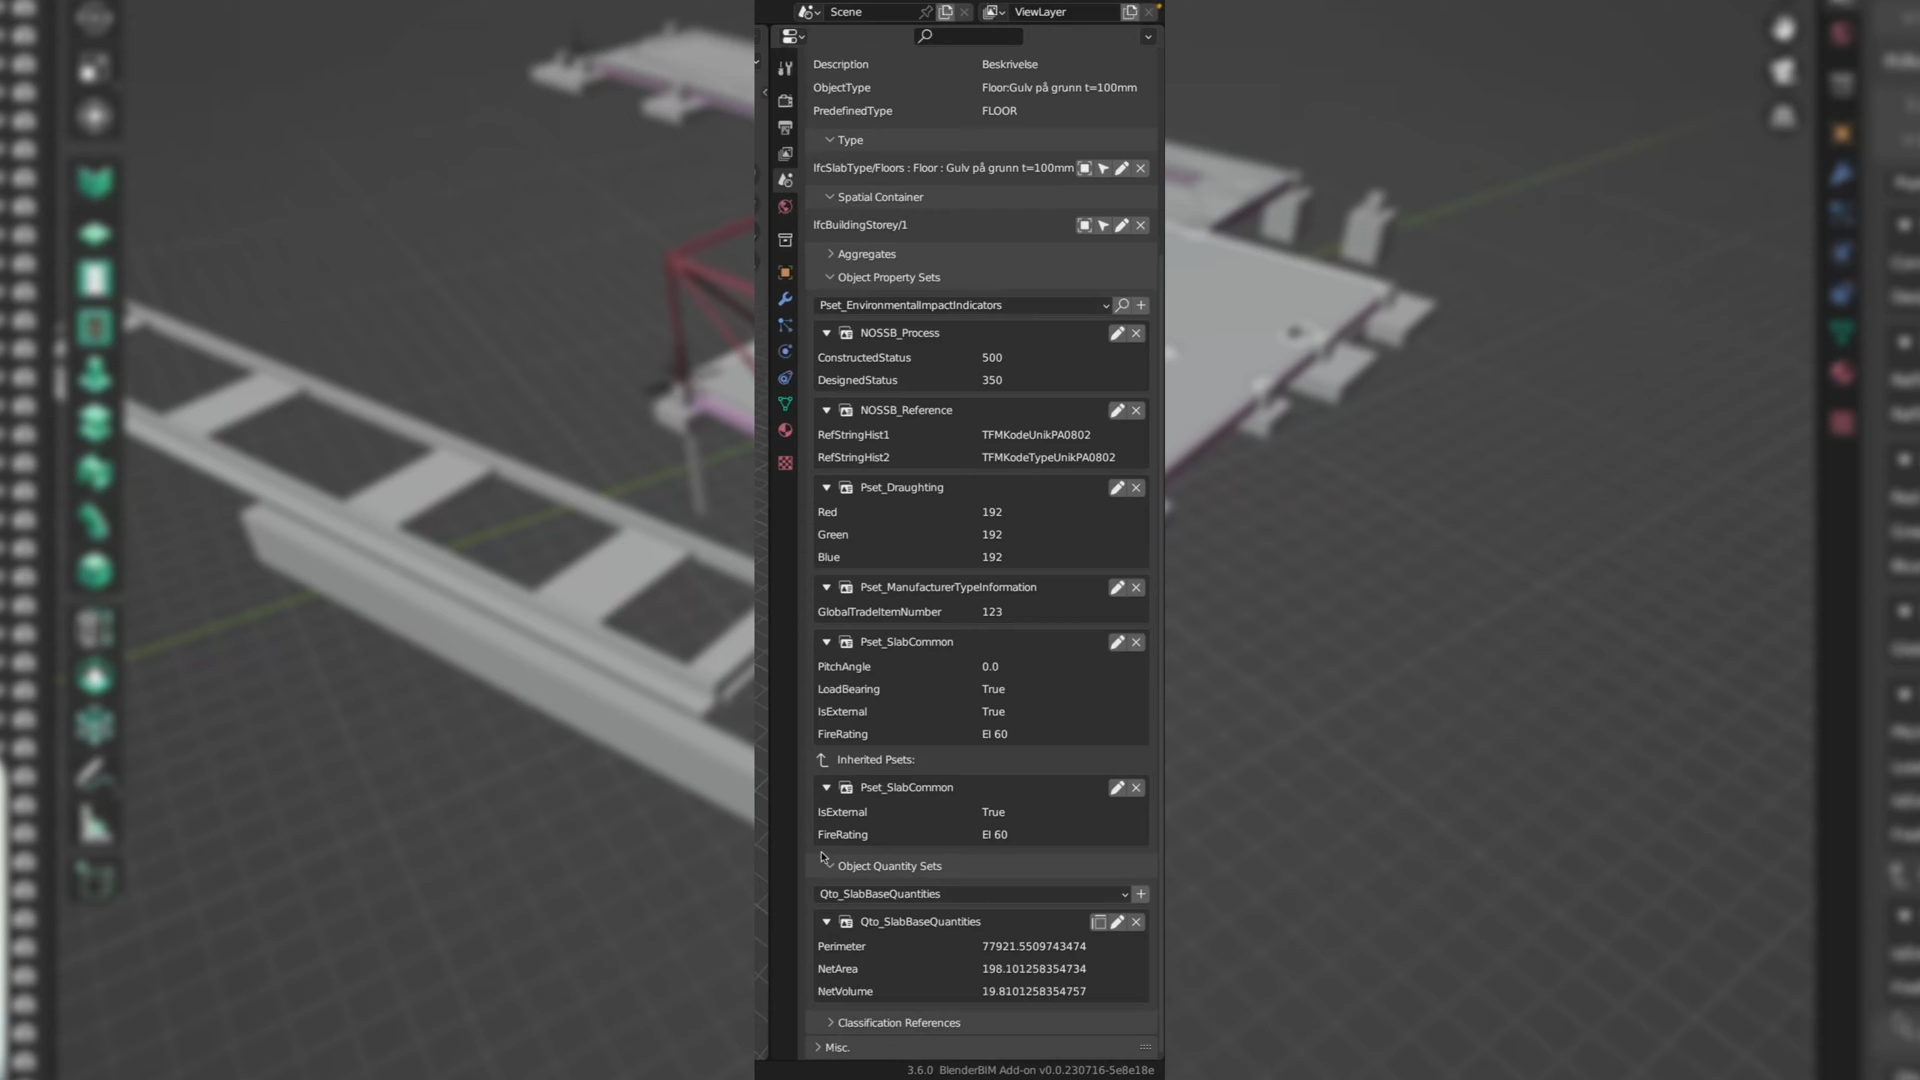 Scene ViewLayer
Description Beskrivelse
ObjectType Floor:Gulv på grunn t=100mm
PredefinedType FLOOR
Type
IfcSlabType/Floors : Floor : Gulv på grunn t=100mm
Spatial Container
IfcBuildingStorey/1
Aggregates
Object Property Sets
Pset_EnvironmentalImpactIndicators
NOSSB_Process
ConstructedStatus 500
DesignedStatus 350
NOSSB_Reference
RefStringHist1 TFMKodeUnikPA0802
RefStringHist2 TFMKodeTypeUnikPA0802
Pset_Draughting
Red 192
Green 192
Blue 192
Pset_ManufacturerTypeInformation
GlobalTradeItemNumber 123
Pset_SlabCommon
PitchAngle 0.0
LoadBearing True
IsExternal True
FireRating EI 60
Inherited Psets:
Pset_SlabCommon
IsExternal True
FireRating EI 60
Object Quantity Sets
Qto_SlabBaseQuantities
Qto_SlabBaseQuantities
Perimeter 77921.5509743474
NetArea 198.101258354734
NetVolume 19.8101258354757
Classification References
Misc.
3.6.0 BlenderBIM Add-on v0.0.230716-5e8e18e